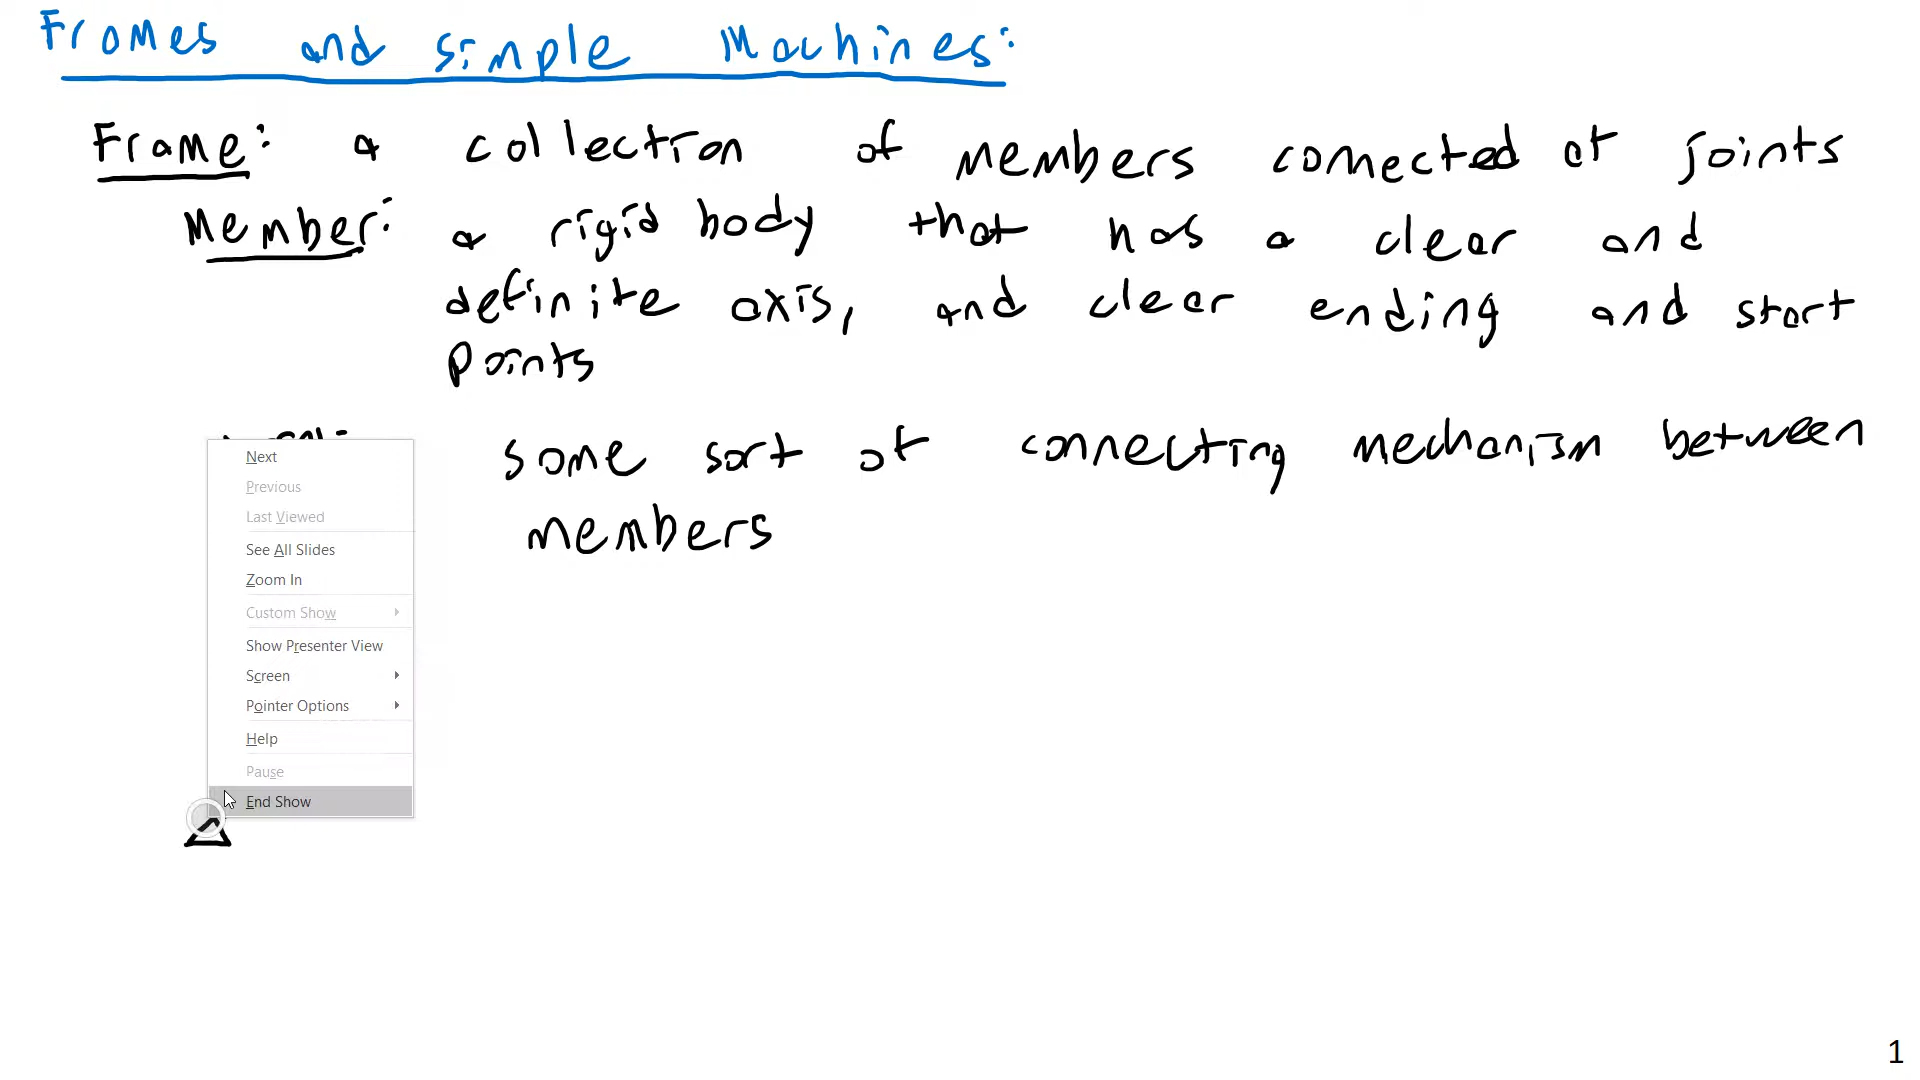 Frames and simple Machines:
Frame: a collection of members connected at joints
Member: a rigid body that has a clear and
definite axis, and clear ending and start
points
some sort of connecting mechanism between
members
Next
Previous
Last Viewed
See All Slides
Zoom In
Custom Show
Show Presenter View
Screen
Pointer Options
Help
Pause
End Show
1